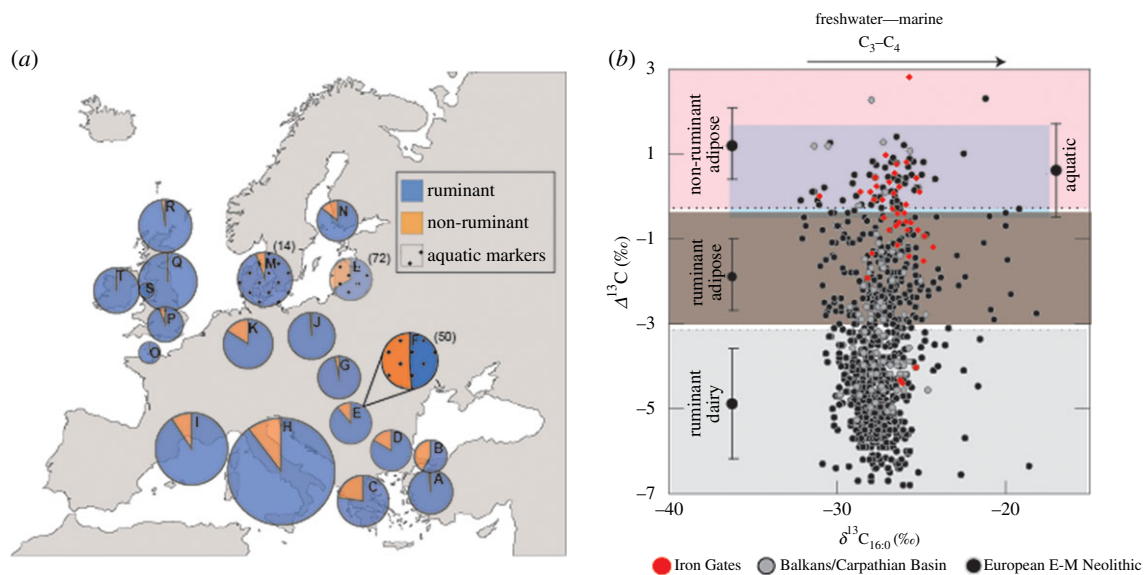 (a)
ruminant
non-ruminant
aquatic markers
R
Q
T
S
P
O
N
(14)
M
(72)
L
K
J
(50)
F
G
E
I
H
D
B
C
A
(b)
freshwater—marine
C3–C4
3
1
–1
–3
–5
–7
Δ13C (‰)
non-ruminant
adipose
aquatic
ruminant
adipose
ruminant
dairy
–40
–30
–20
δ13C16:0 (‰)
Iron Gates
Balkans/Carpathian Basin
European E-M Neolithic